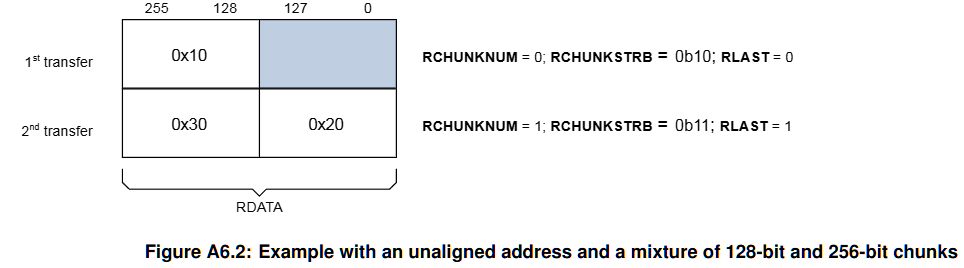 255 128 127 0
1st transfer 0x10 RCHUNKNUM = 0; RCHUNKSTRB = 0b10; RLAST = 0
2nd transfer 0x30 0x20 RCHUNKNUM = 1; RCHUNKSTRB = 0b11; RLAST = 1
RDATA
Figure A6.2: Example with an unaligned address and a mixture of 128-bit and 256-bit chunks